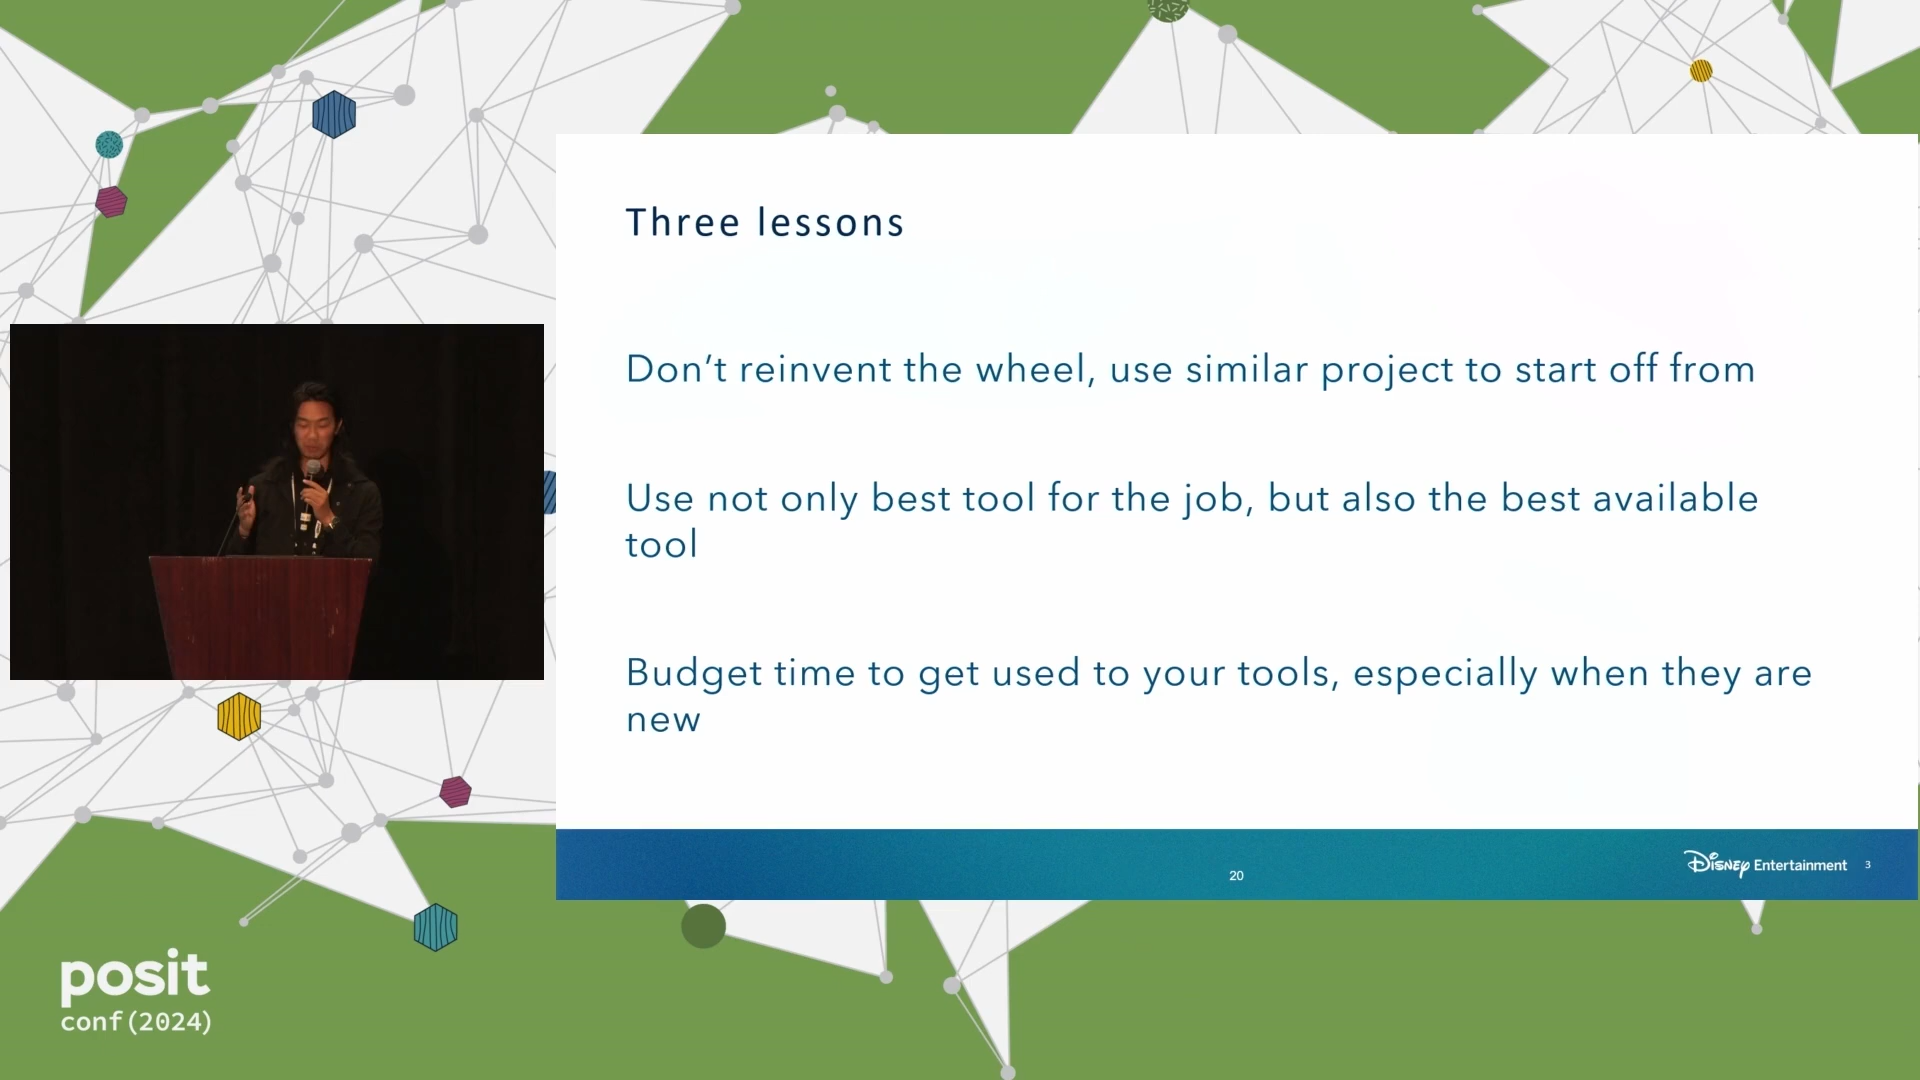 Three lessons
Don’t reinvent the wheel, use similar project to start off from
Use not only best tool for the job, but also the best available
tool
Budget time to get used to your tools, especially when they are
new
20
Disney Entertainment
3
posit
conf(2024)